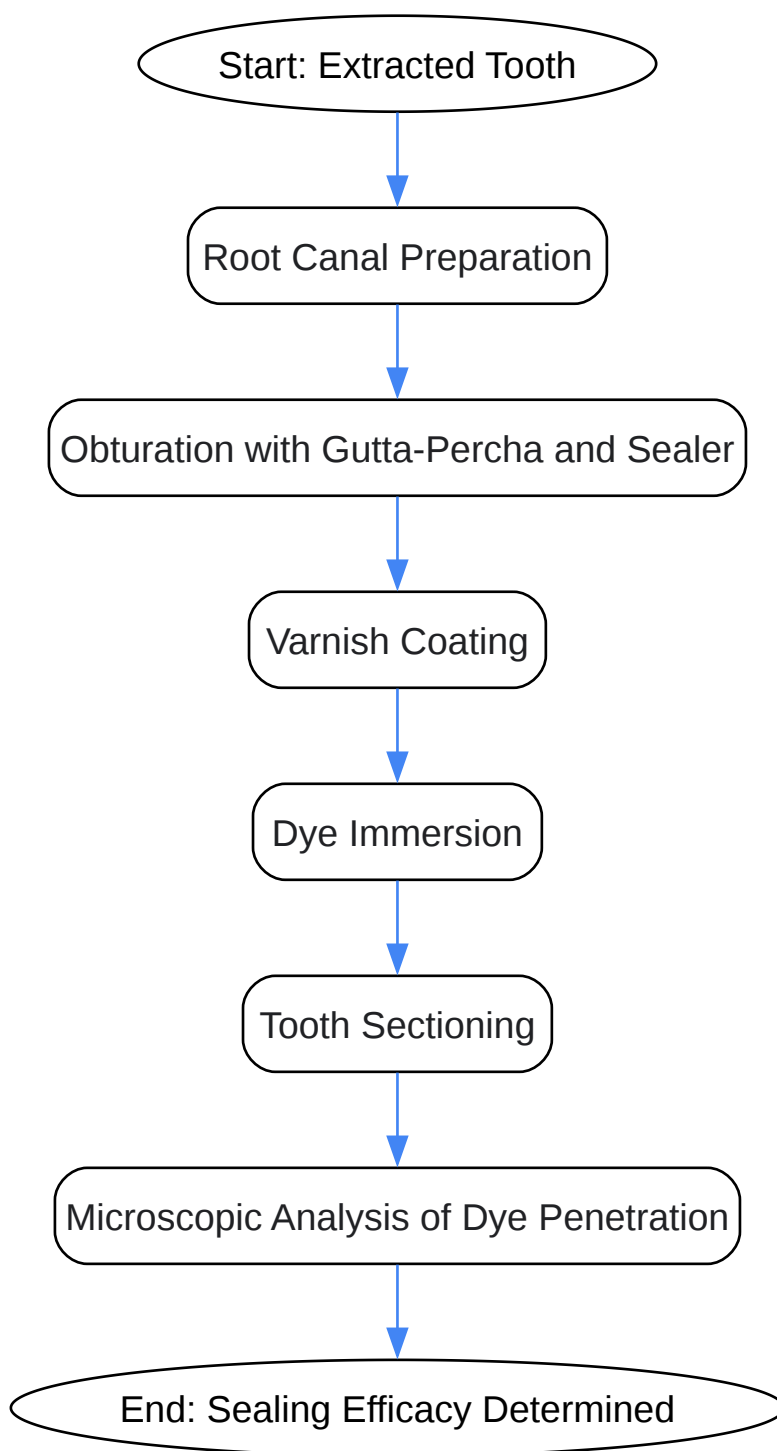 Start: Extracted Tooth
Root Canal Preparation
Obturation with Gutta-Percha and Sealer
Varnish Coating
Dye Immersion
Tooth Sectioning
Microscopic Analysis of Dye Penetration
End: Sealing Efficacy Determined